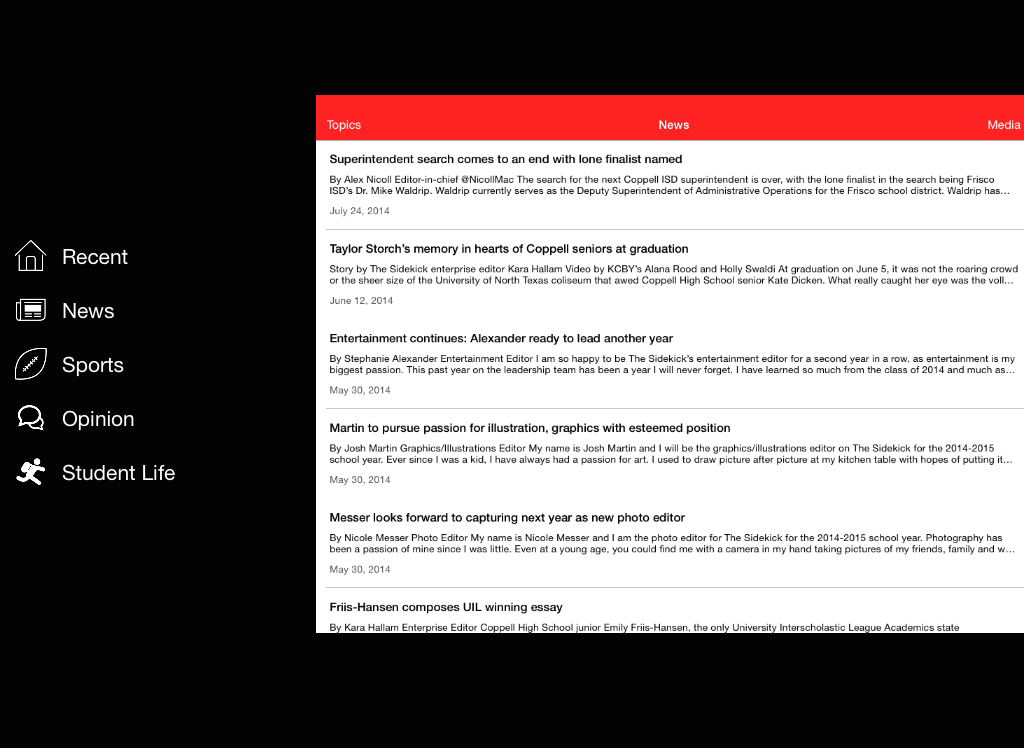 Recent
News
Sports
Opinion
Student Life
Topics
News
Media
Superintendent search comes to an end with lone finalist named
By Alex Nicoll Editor-in-chief @NicollMac The search for the next Coppell ISD superintendent is over, with the lone finalist in the search being Frisco
ISD’s Dr. Mike Waldrip. Waldrip currently serves as the Deputy Superintendent of Administrative Operations for the Frisco school district. Waldrip has…
July 24, 2014
Taylor Storch’s memory in hearts of Coppell seniors at graduation
Story by The Sidekick enterprise editor Kara Hallam Video by KCBY’s Alana Rood and Holly Swaldi At graduation on June 5, it was not the roaring crowd
or the sheer size of the University of North Texas coliseum that awed Coppell High School senior Kate Dicken. What really caught her eye was the voll…
June 12, 2014
Entertainment continues: Alexander ready to lead another year
By Stephanie Alexander Entertainment Editor I am so happy to be The Sidekick’s entertainment editor for a second year in a row, as entertainment is my
biggest passion. This past year on the leadership team has been a year I will never forget. I have learned so much from the class of 2014 and much as…
May 30, 2014
Martin to pursue passion for illustration, graphics with esteemed position
By Josh Martin Graphics/Illustrations Editor My name is Josh Martin and I will be the graphics/illustrations editor on The Sidekick for the 2014-2015
school year. Ever since I was a kid, I have always had a passion for art. I used to draw picture after picture at my kitchen table with hopes of putting it…
May 30, 2014
Messer looks forward to capturing next year as new photo editor
By Nicole Messer Photo Editor My name is Nicole Messer and I am the photo editor for The Sidekick for the 2014-2015 school year. Photography has
been a passion of mine since I was little. Even at a young age, you could find me with a camera in my hand taking pictures of my friends, family and w…
May 30, 2014
Friis-Hansen composes UIL winning essay
By Kara Hallam Enterprise Editor Coppell High School junior Emily Friis-Hansen, the only University Interscholastic League Academics state